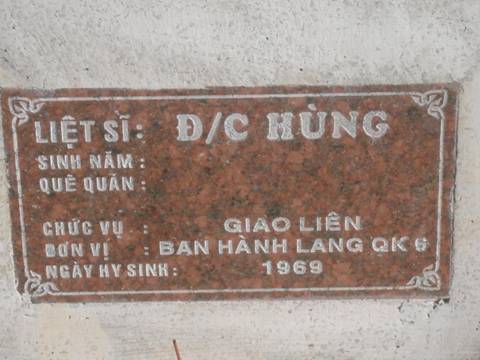 LIỆT SĨ: Đ/C HÙNG
SINH NĂM :
QUÊ QUÁN :
CHỨC VỤ : GIAO LIÊN
ĐƠN VỊ : BAN HÀNH LANG QK 6
NGÀY HY SINH : 1969